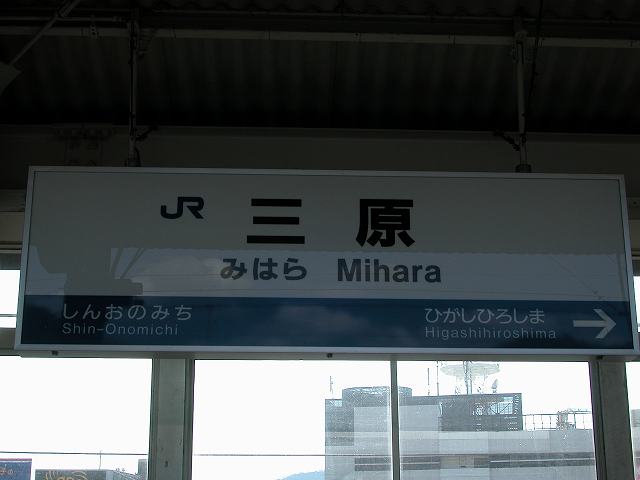 JR 三原
みはら Mihara
しんおのみち ひがしひろしま
Shin-Onomichi Higashihiroshima